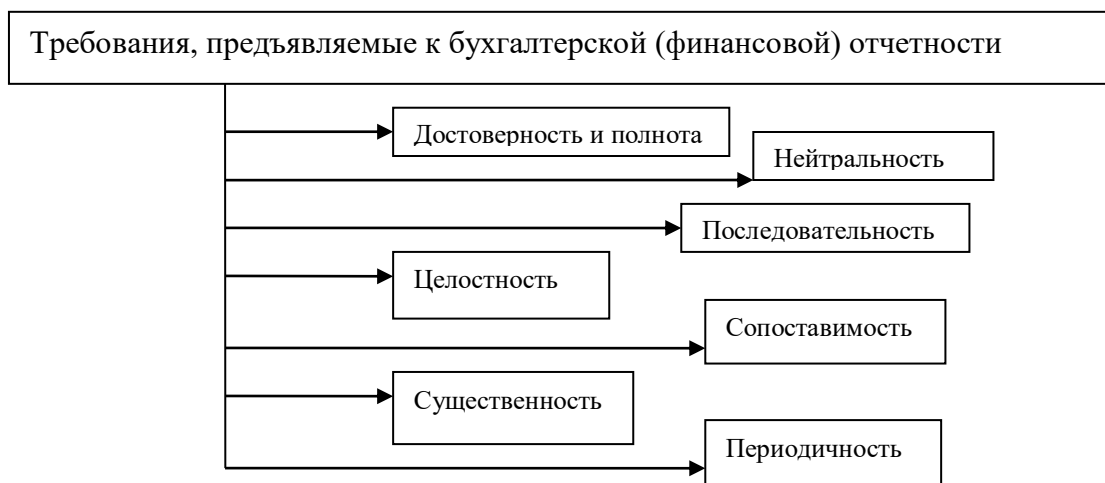 Требования, предъявляемые к бухгалтерской (финансовой) отчетности
Достоверность и полнота
Нейтральность
Последовательность
Целостность
Сопоставимость
Существенность
Периодичность